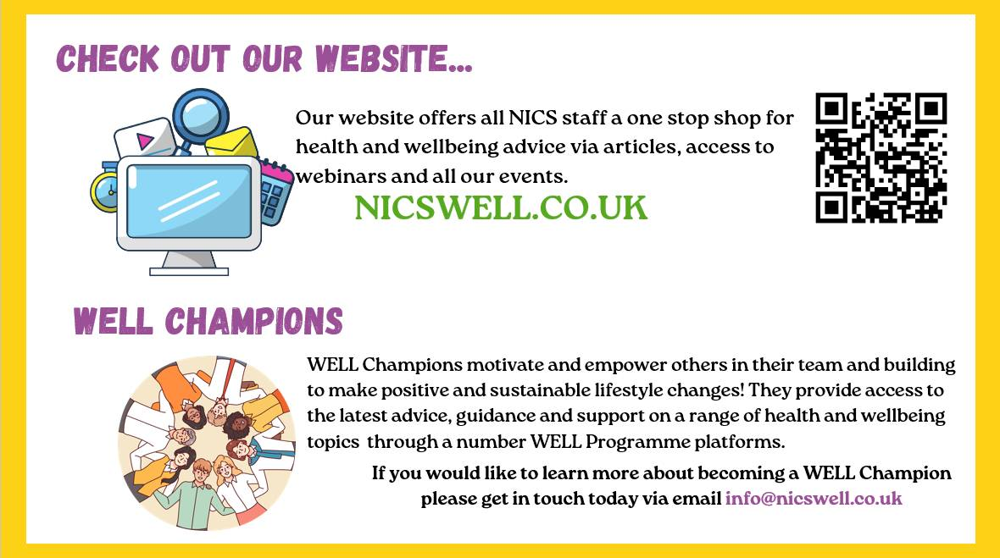 CHECK OUT OUR WEBSITE...
Our website offers all NICS staff a one stop shop for
health and wellbeing advice via articles, access to
webinars and all our events.
NICSWELL.CO.UK
WELL CHAMPIONS
WELL Champions motivate and empower others in their team and building
to make positive and sustainable lifestyle changes! They provide access to
the latest advice, guidance and support on a range of health and wellbeing
topics  through a number WELL Programme platforms.
If you would like to learn more about becoming a WELL Champion
please get in touch today via email info@nicswell.co.uk